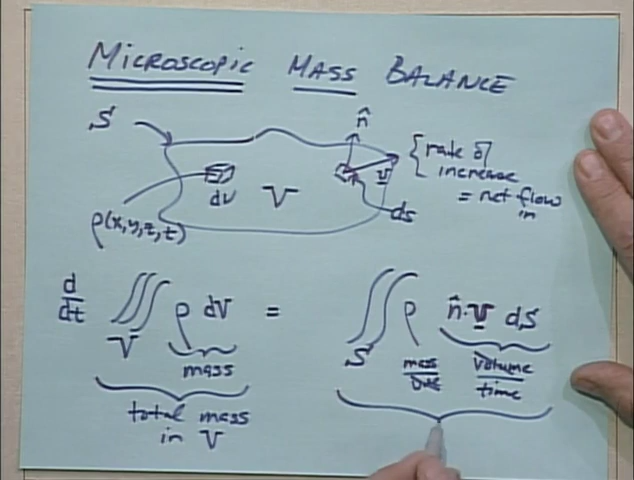 MICROSCOPIC MASS BALANCE
S
n̂
{rate of
increase
= net flow
in
dV
V
v
ds
ρ(x,y,z,t)
d/dt ∭ ρ dV = ∬ ρ n̂·v dS
V
S
mass
mass/volume
volume/time
total mass
in V